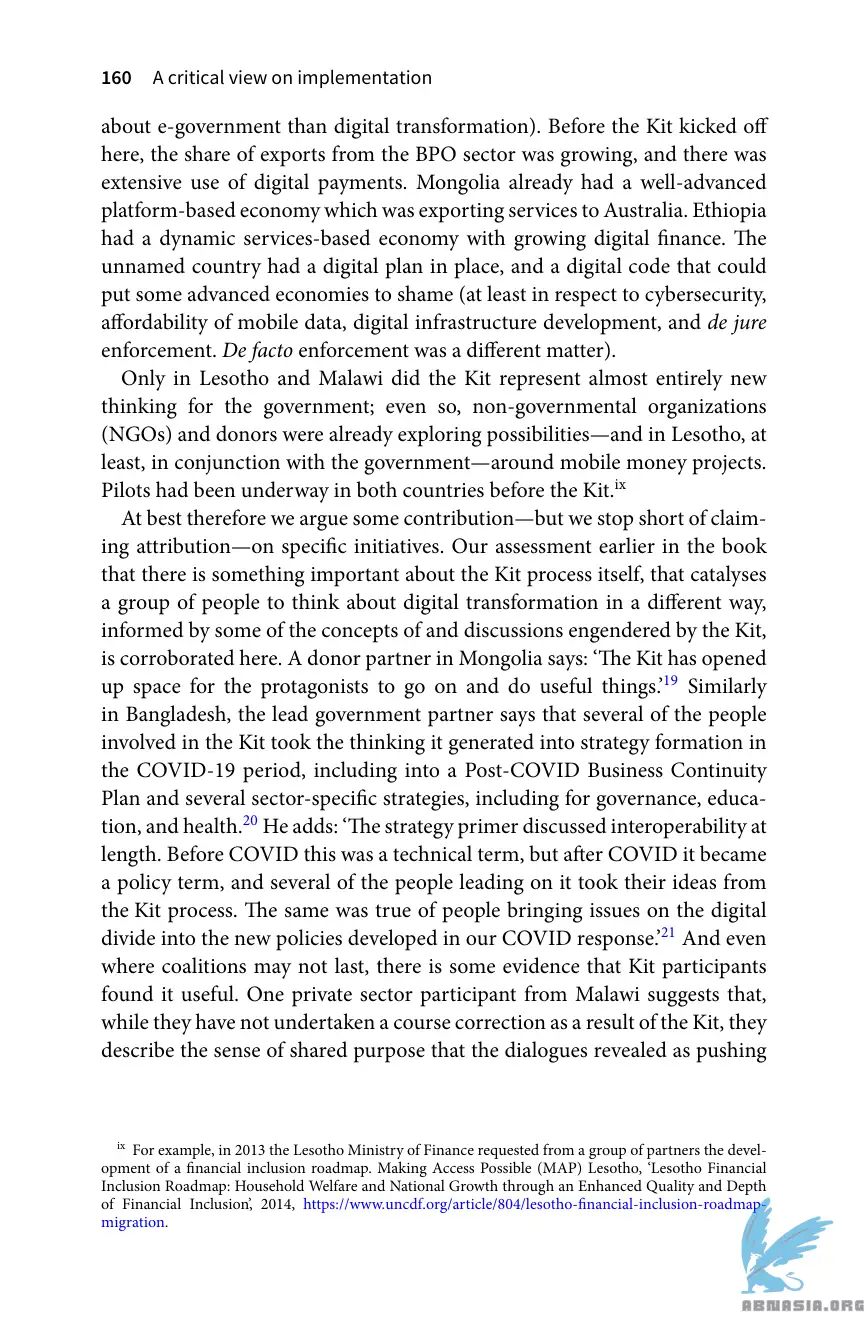 160 A critical view on implementation
about e-government than digital transformation). Before the Kit kicked off
here, the share of exports from the BPO sector was growing, and there was
extensive use of digital payments. Mongolia already had a well-advanced
platform-based economy which was exporting services to Australia. Ethiopia
had a dynamic services-based economy with growing digital finance. The
unnamed country had a digital plan in place, and a digital code that could
put some advanced economies to shame (at least in respect to cybersecurity,
affordability of mobile data, digital infrastructure development, and de jure
enforcement. De facto enforcement was a different matter).
Only in Lesotho and Malawi did the Kit represent almost entirely new
thinking for the government; even so, non-governmental organizations
(NGOs) and donors were already exploring possibilities—and in Lesotho, at
least, in conjunction with the government—around mobile money projects.
Pilots had been underway in both countries before the Kit.ix
At best therefore we argue some contribution—but we stop short of claim-
ing attribution—on specific initiatives. Our assessment earlier in the book
that there is something important about the Kit process itself, that catalyses
a group of people to think about digital transformation in a different way,
informed by some of the concepts of and discussions engendered by the Kit,
is corroborated here. A donor partner in Mongolia says: ‘The Kit has opened
up space for the protagonists to go on and do useful things.’19 Similarly
in Bangladesh, the lead government partner says that several of the people
involved in the Kit took the thinking it generated into strategy formation in
the COVID-19 period, including into a Post-COVID Business Continuity
Plan and several sector-specific strategies, including for governance, educa-
tion, and health.20 He adds: ‘The strategy primer discussed interoperability at
length. Before COVID this was a technical term, but after COVID it became
a policy term, and several of the people leading on it took their ideas from
the Kit process. The same was true of people bringing issues on the digital
divide into the new policies developed in our COVID response.’21 And even
where coalitions may not last, there is some evidence that Kit participants
found it useful. One private sector participant from Malawi suggests that,
while they have not undertaken a course correction as a result of the Kit, they
describe the sense of shared purpose that the dialogues revealed as pushing
ix For example, in 2013 the Lesotho Ministry of Finance requested from a group of partners the devel-
opment of a financial inclusion roadmap. Making Access Possible (MAP) Lesotho, ‘Lesotho Financial
Inclusion Roadmap: Household Welfare and National Growth through an Enhanced Quality and Depth
of Financial Inclusion’, 2014, https://www.uncdf.org/article/804/lesotho-financial-inclusion-roadmap-
migration.
ABNASIA.ORG